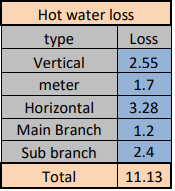 Hot water loss
type Loss
Vertical 2.55
meter 1.7
Horizontal 3.28
Main Branch 1.2
Sub branch 2.4
Total 11.13